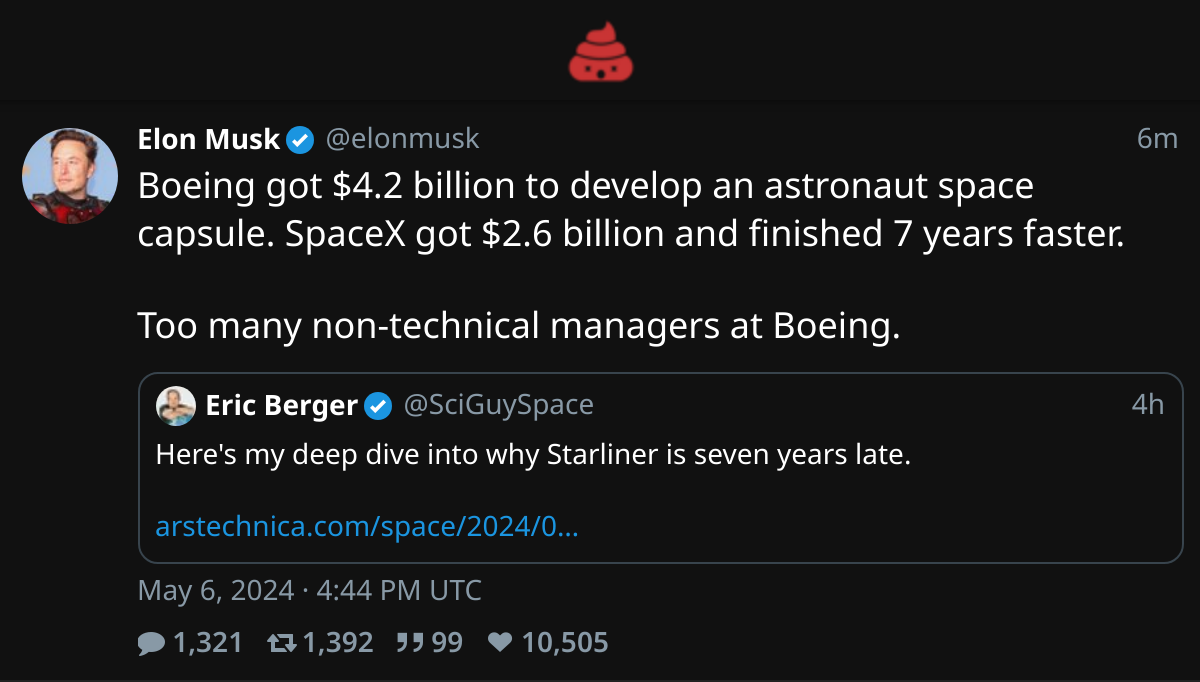 Elon Musk @elonmusk 6m
Boeing got $4.2 billion to develop an astronaut space
capsule. SpaceX got $2.6 billion and finished 7 years faster.
Too many non-technical managers at Boeing.
Eric Berger @SciGuySpace 4h
Here's my deep dive into why Starliner is seven years late.
arstechnica.com/space/2024/0...
May 6, 2024 · 4:44 PM UTC
1,321 1,392 99 10,505